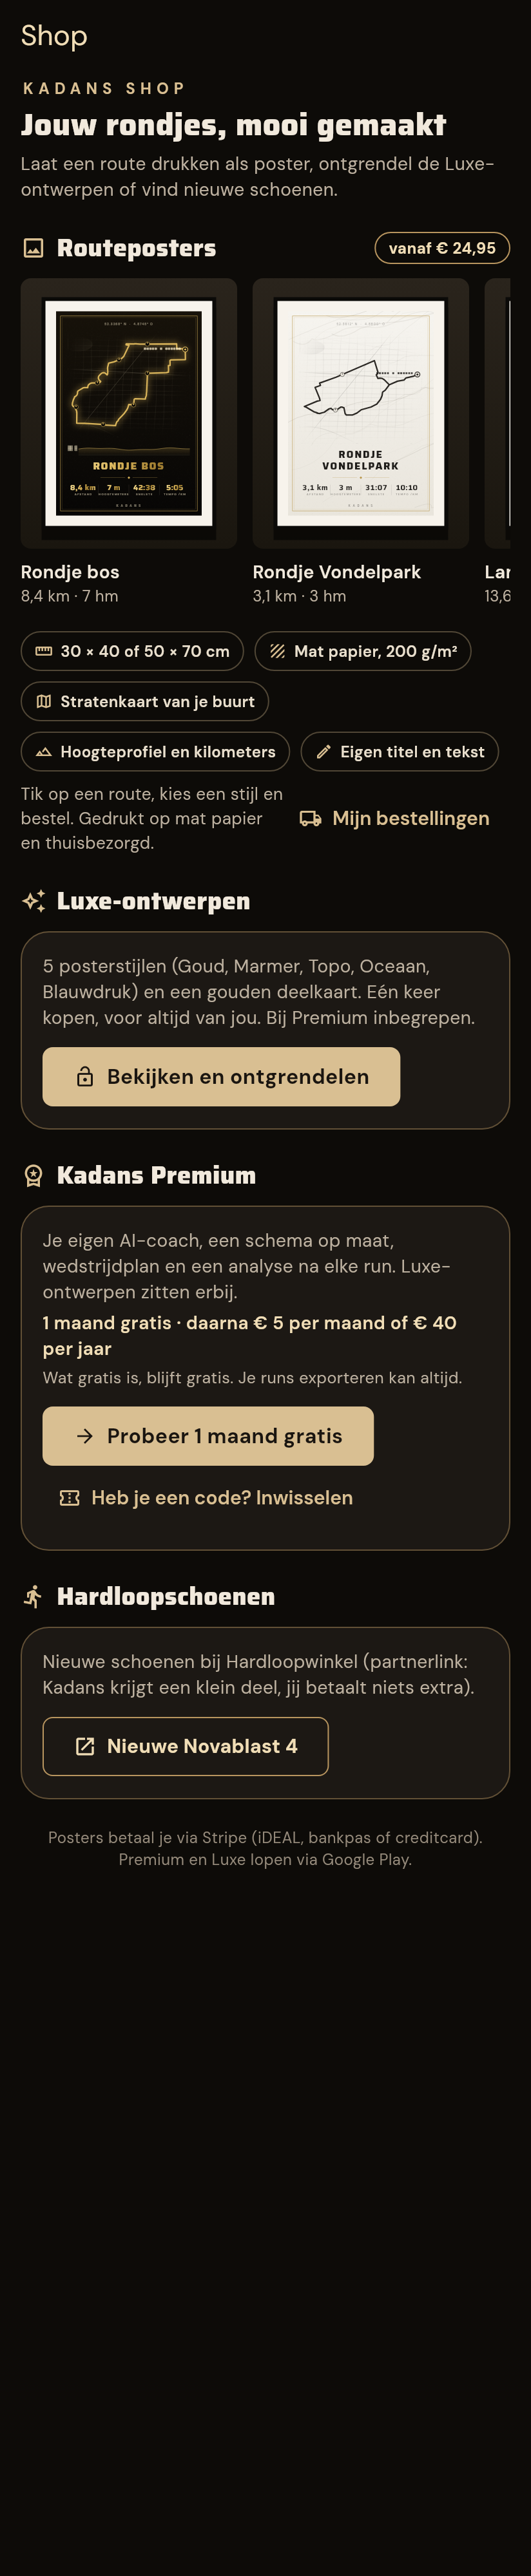 Shop
KADANS SHOP
Jouw rondjes, mooi gemaakt
Laat een route drukken als poster, ontgrendel de Luxe-
ontwerpen of vind nieuwe schoenen.
Routeposters
vanaf € 24,95
RONDJE BOS
8,4 km 7 m 42:38 5:05
KADANS
RONDJE
VONDELPARK
3,1 km 3 m 31:07 10:10
KADANS
Rondje bos
8,4 km · 7 hm
Rondje Vondelpark
3,1 km · 3 hm
Lar
13,6
30 × 40 of 50 × 70 cm
Mat papier, 200 g/m²
Stratenkaart van je buurt
Hoogteprofiel en kilometers
Eigen titel en tekst
Tik op een route, kies een stijl en
bestel. Gedrukt op mat papier
en thuisbezorgd.
Mijn bestellingen
Luxe-ontwerpen
5 posterstijlen (Goud, Marmer, Topo, Oceaan,
Blauwdruk) en een gouden deelkaart. Eén keer
kopen, voor altijd van jou. Bij Premium inbegrepen.
Bekijken en ontgrendelen
Kadans Premium
Je eigen AI-coach, een schema op maat,
wedstrijdplan en een analyse na elke run. Luxe-
ontwerpen zitten erbij.
1 maand gratis · daarna € 5 per maand of € 40
per jaar
Wat gratis is, blijft gratis. Je runs exporteren kan altijd.
Probeer 1 maand gratis
Heb je een code? Inwisselen
Hardloopschoenen
Nieuwe schoenen bij Hardloopwinkel (partnerlink:
Kadans krijgt een klein deel, jij betaalt niets extra).
Nieuwe Novablast 4
Posters betaal je via Stripe (iDEAL, bankpas of creditcard).
Premium en Luxe lopen via Google Play.